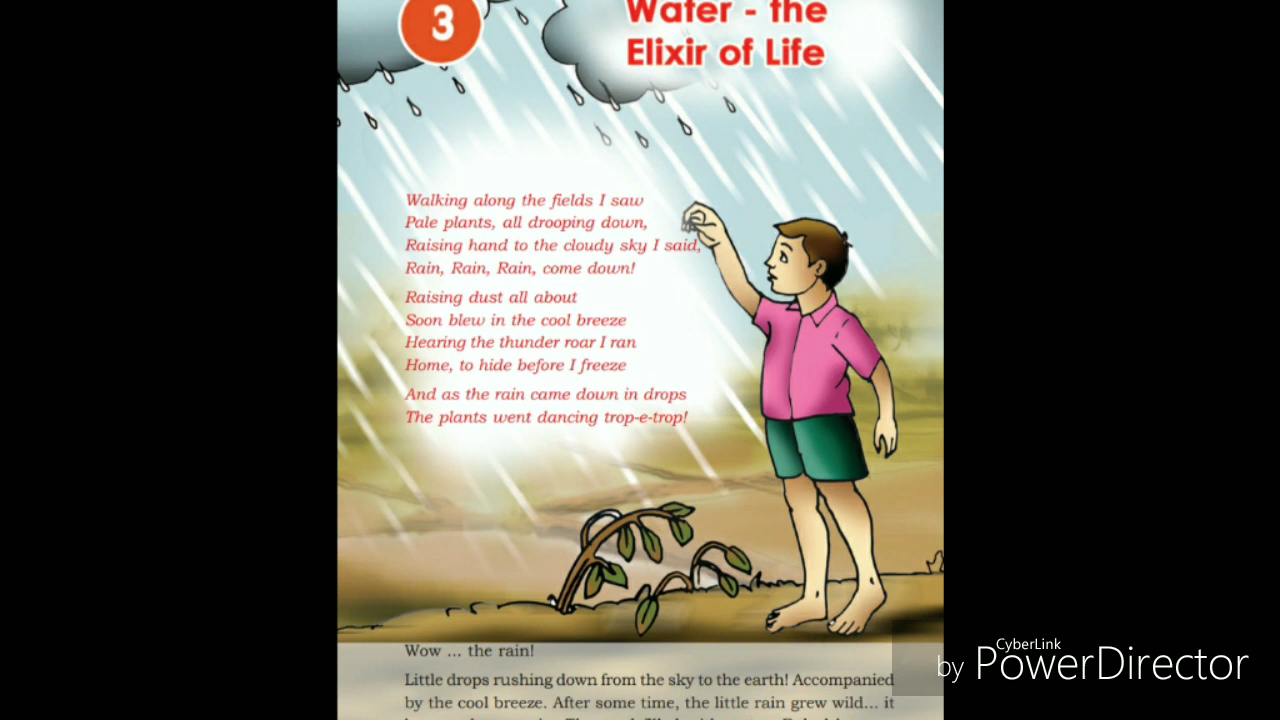 3
Water - the
Elixir of Life
Walking along the fields I saw
Pale plants, all drooping down,
Raising hand to the cloudy sky I said,
Rain, Rain, Rain, come down!
Raising dust all about
Soon blew in the cool breeze
Hearing the thunder roar I ran
Home, to hide before I freeze
And as the rain came down in drops
The plants went dancing trop-e-trop!
Wow ... the rain!
Little drops rushing down from the sky to the earth! Accompanied
by the cool breeze. After some time, the little rain grew wild... it
CyberLink
by PowerDirector